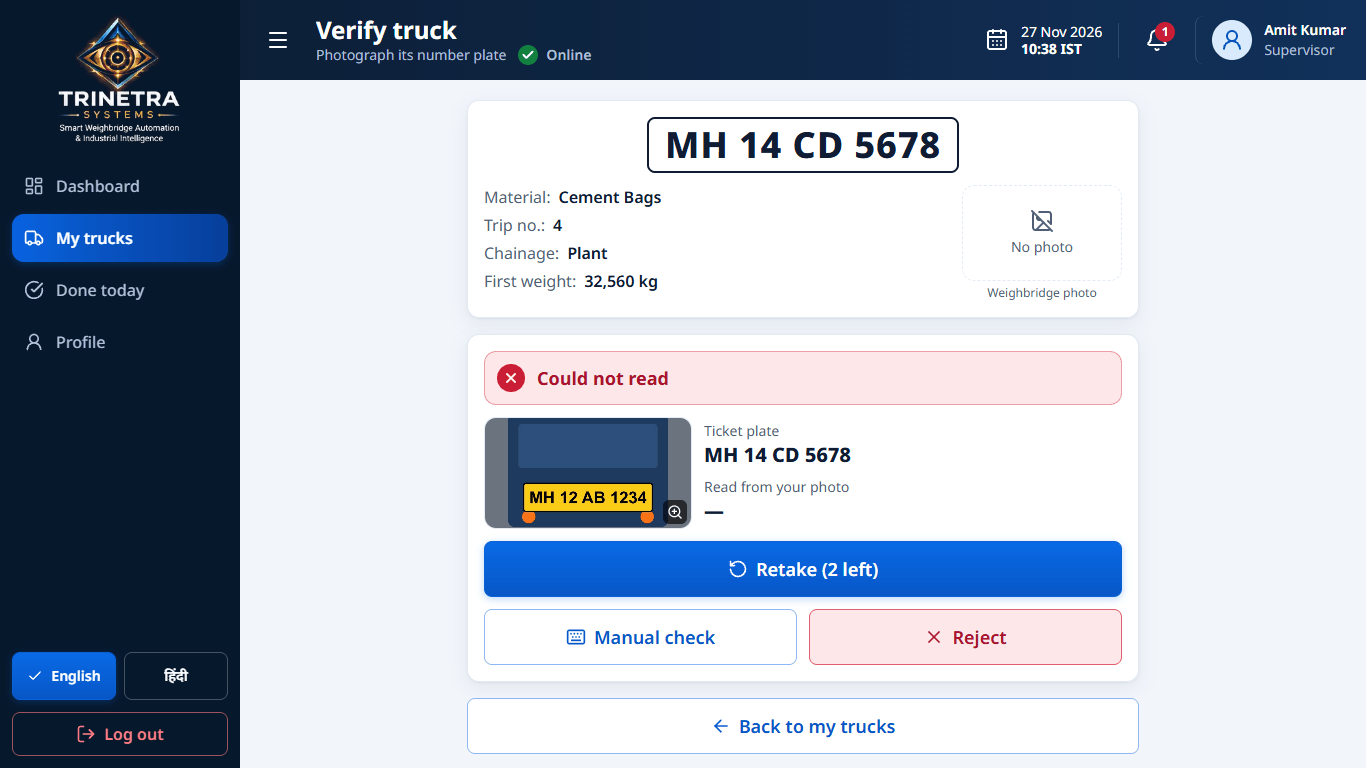 TRINETRA
SYSTEMS
Smart Weighbridge Automation
& Industrial Intelligence
Dashboard
My trucks
Done today
Profile
English
हिंदी
Log out
Verify truck
Photograph its number plate
Online
27 Nov 2026
10:38 IST
1
Amit Kumar
Supervisor
MH 14 CD 5678
Material: Cement Bags
Trip no.: 4
Chainage: Plant
First weight: 32,560 kg
No photo
Weighbridge photo
Could not read
MH 12 AB 1234
Ticket plate
MH 14 CD 5678
Read from your photo
—
Retake (2 left)
Manual check
Reject
Back to my trucks